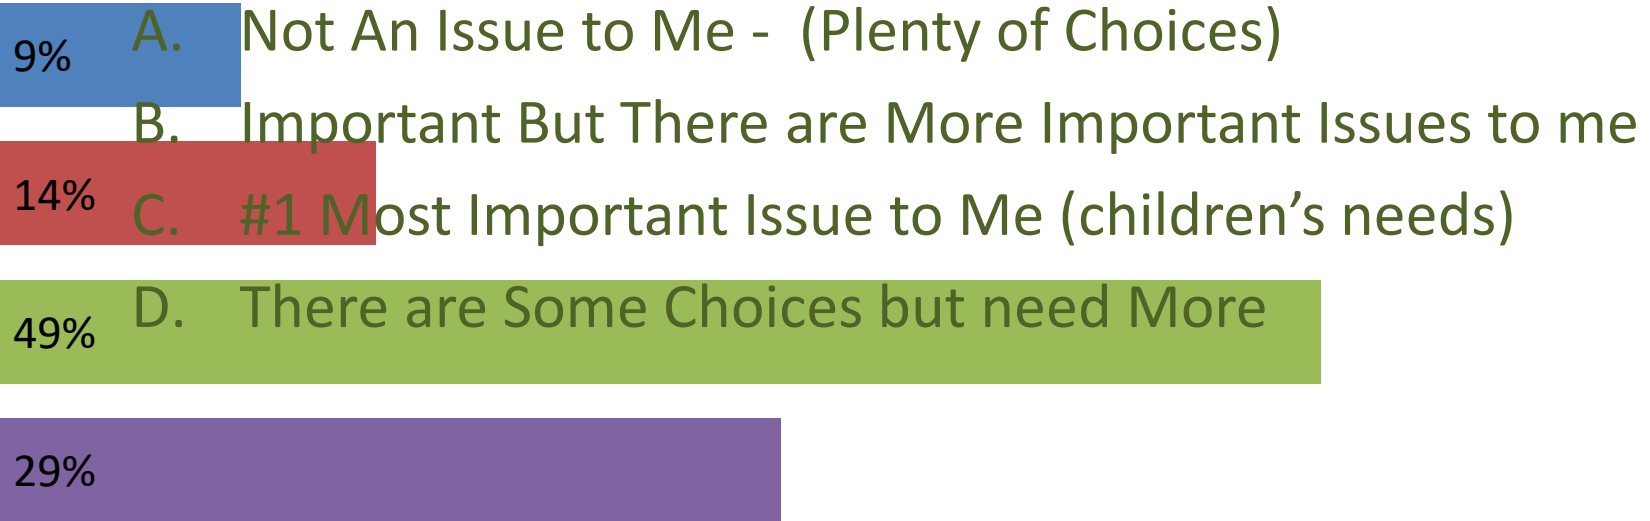 9% A. Not An Issue to Me - (Plenty of Choices)
B. Important But There are More Important Issues to me
14% C. #1 Most Important Issue to Me (children’s needs)
49% D. There are Some Choices but need More
29%